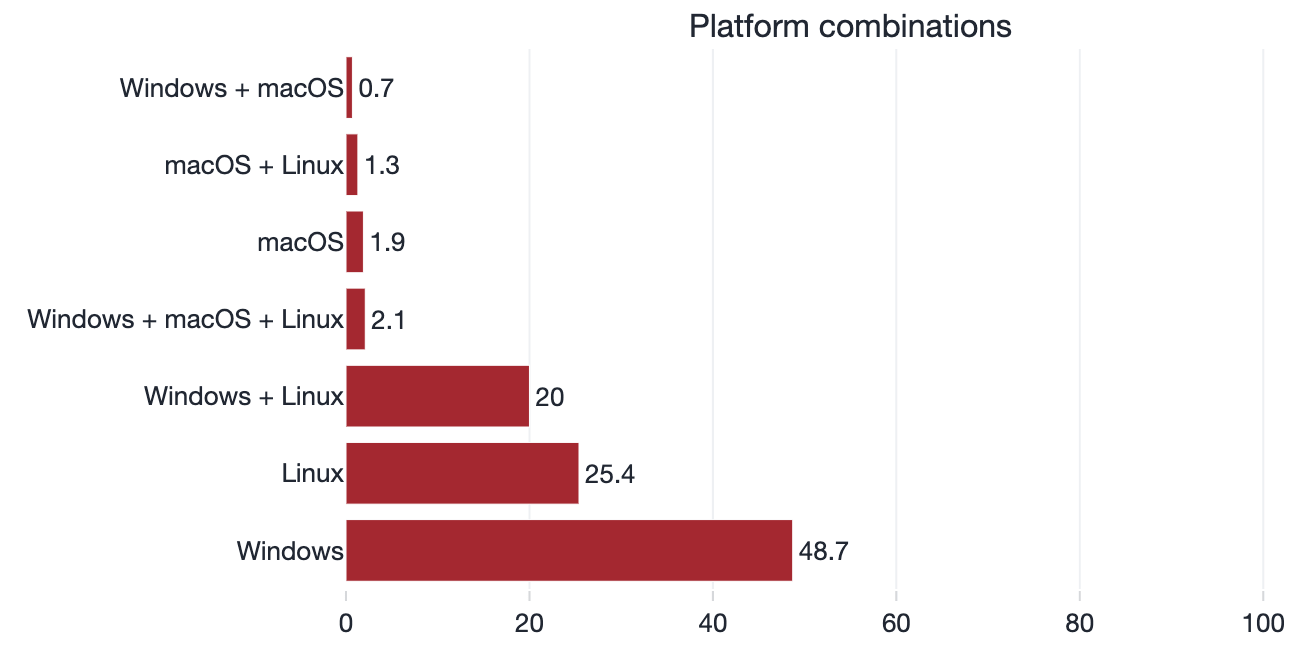 Platform combinations
Windows + macOS 0.7
macOS + Linux 1.3
macOS 1.9
Windows + macOS + Linux 2.1
Windows + Linux 20
Linux 25.4
Windows 48.7
0 20 40 60 80 100